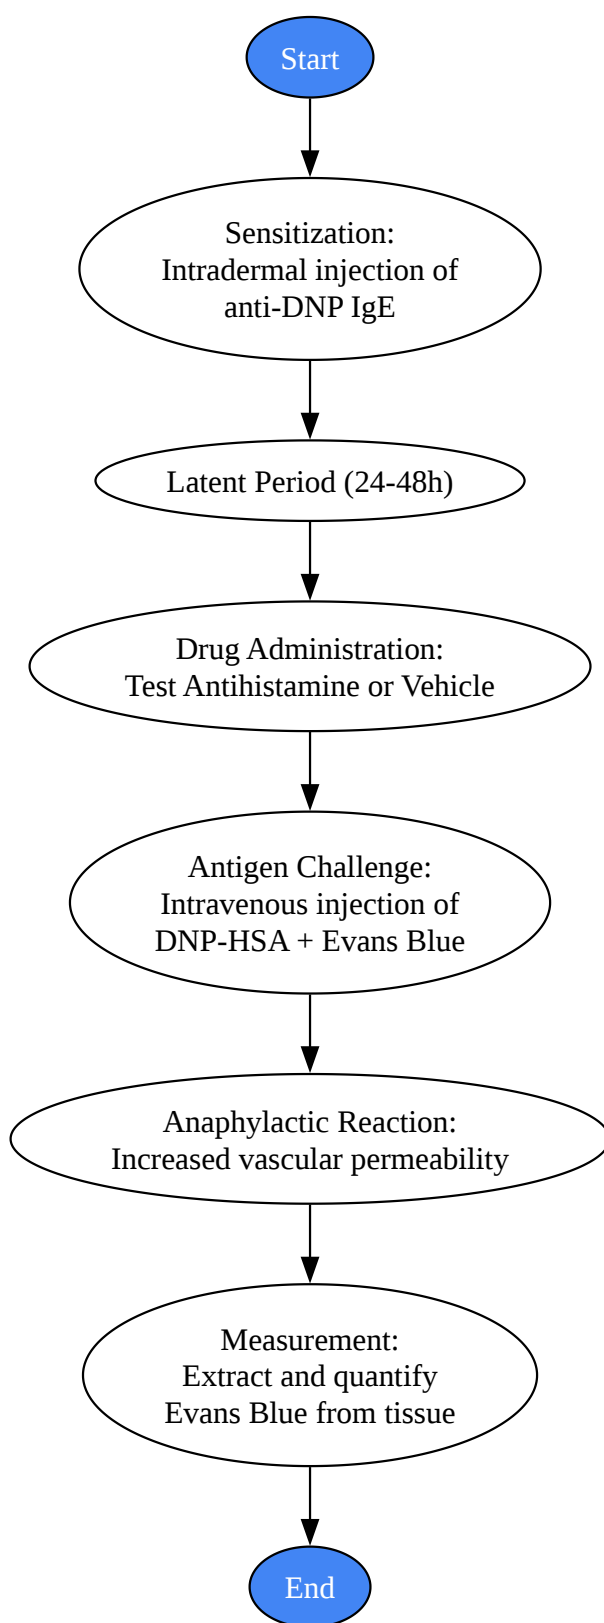 Start
Sensitization:
Intradermal injection of
anti-DNP IgE
Latent Period (24-48h)
Drug Administration:
Test Antihistamine or Vehicle
Antigen Challenge:
Intravenous injection of
DNP-HSA + Evans Blue
Anaphylactic Reaction:
Increased vascular permeability
Measurement:
Extract and quantify
Evans Blue from tissue
End